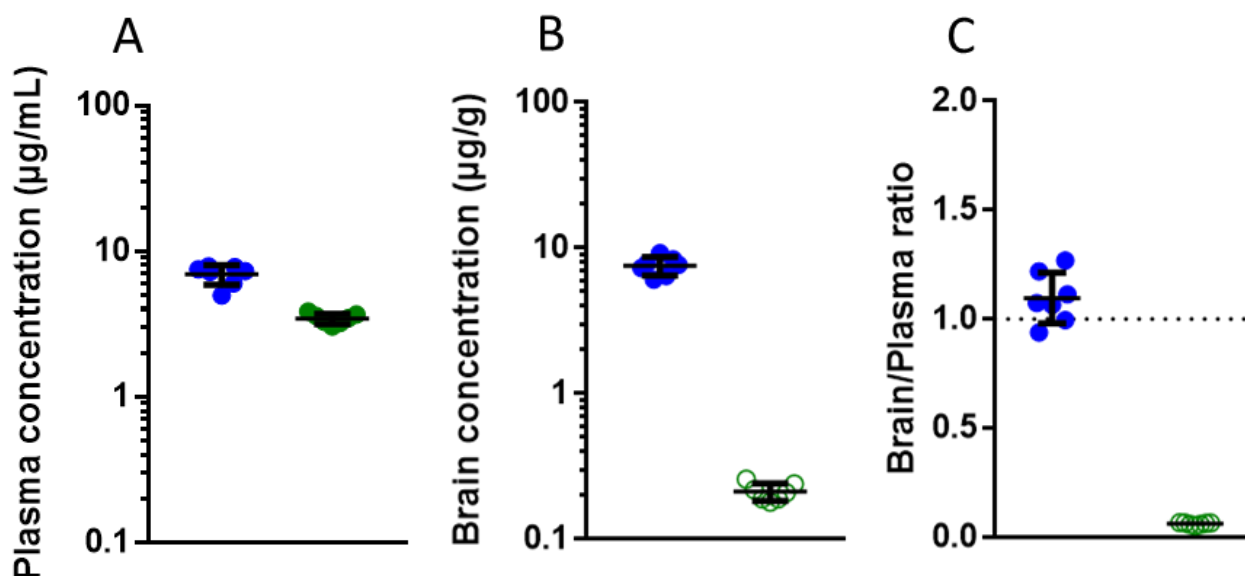 A
Plasma concentration (µg/mL)
100
10
1
0.1
B
Brain concentration (µg/g)
100
10
1
0.1
C
Brain/Plasma ratio
2.0
1.5
1.0
0.5
0.0